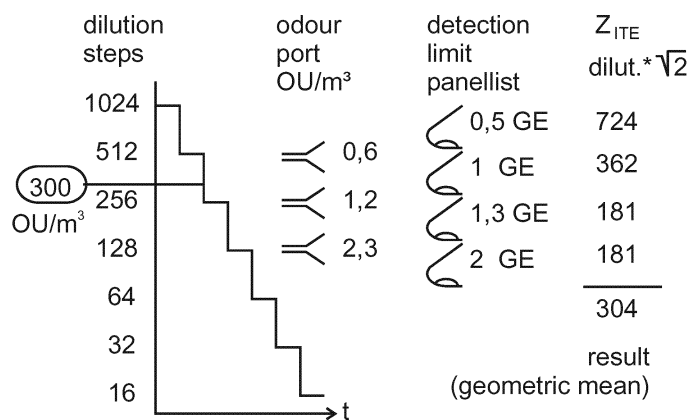 dilution steps
odour port OU/m³
detection limit panellist
Z ITE dilut.*√2
1024
0,5 GE
724
512
0,6
1 GE
362
300
OU/m³
256
1,2
1,3 GE
181
128
2,3
2 GE
181
64
304
32
result
16
(geometric mean)
t